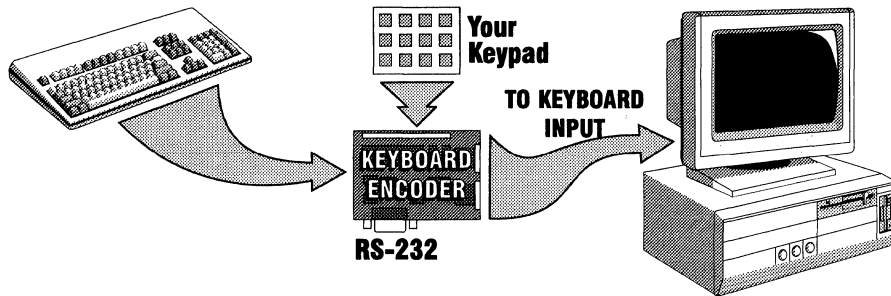 Your
Keypad
TO KEYBOARD
INPUT
KEYBOARD
ENCODER
RS-232